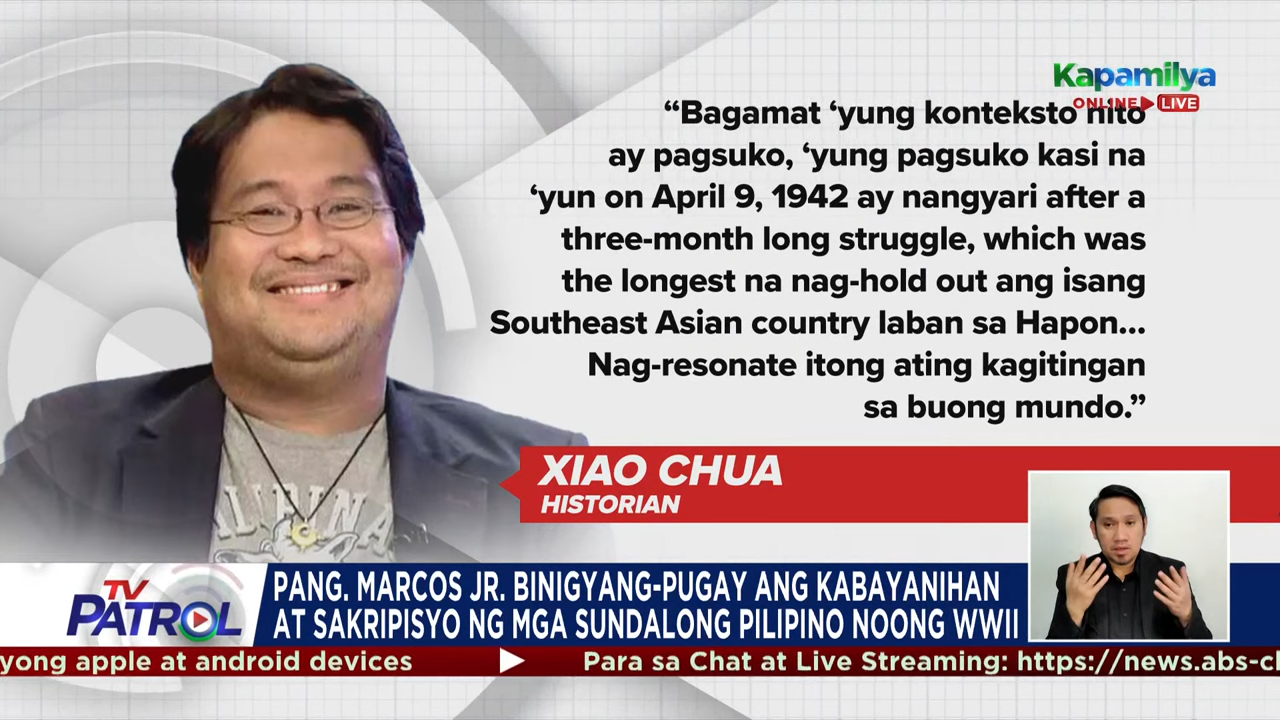 Kapamilya
ONLINE LIVE
“Bagamat ‘yung konteksto nito
ay pagsuko, ‘yung pagsuko kasi na
‘yun on April 9, 1942 ay nangyari after a
three-month long struggle, which was
the longest na nag-hold out ang isang
Southeast Asian country laban sa Hapon...
Nag-resonate itong ating kagitingan
sa buong mundo.”
XIAO CHUA
HISTORIAN
TV PATROL
PANG. MARCOS JR. BINIGYANG-PUGAY ANG KABAYANIHAN
AT SAKRIPISYO NG MGA SUNDALONG PILIPINO NOONG WWII
yong apple at android devices Para sa Chat at Live Streaming: https://news.abs-c